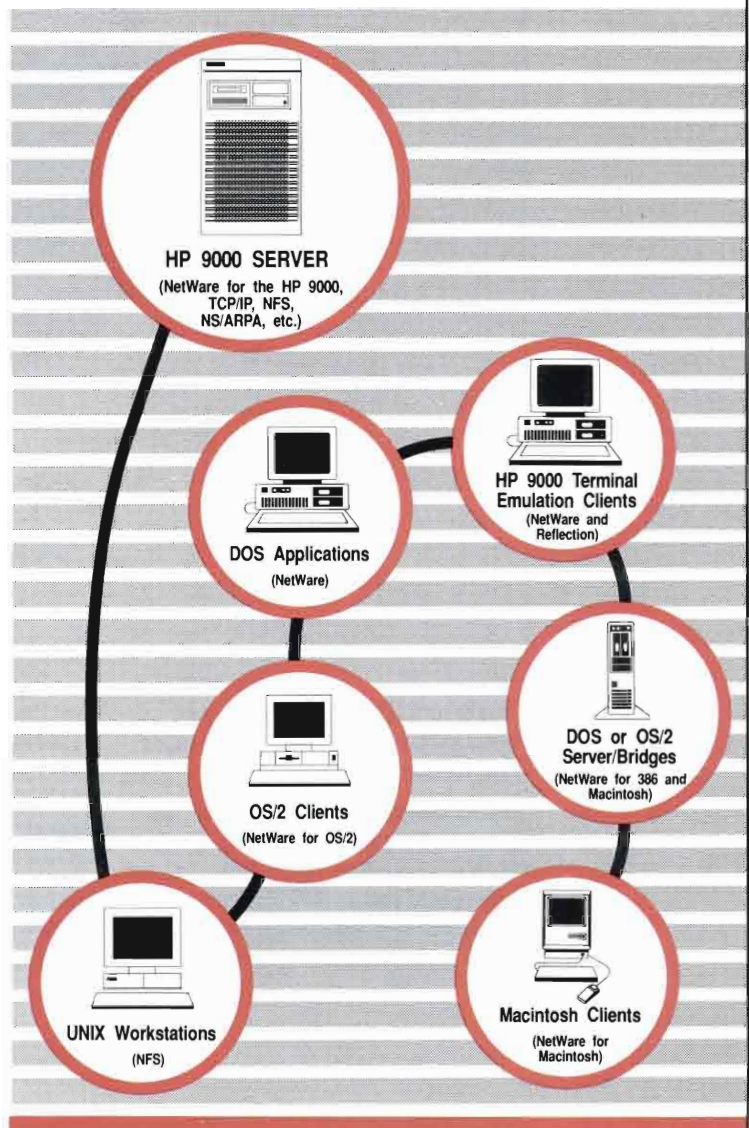 HP 9000 SERVER
(NetWare for the HP 9000,
TCP/IP, NFS,
NS/ARPA, etc.)
HP 9000 Terminal
Emulation Clients
(NetWare and
Reflection)
DOS Applications
(NetWare)
DOS or OS/2
Server/Bridges
(NetWare for 386 and
Macintosh)
OS/2 Clients
(NetWare for OS/2)
UNIX Workstations
(NFS)
Macintosh Clients
(NetWare for
Macintosh)